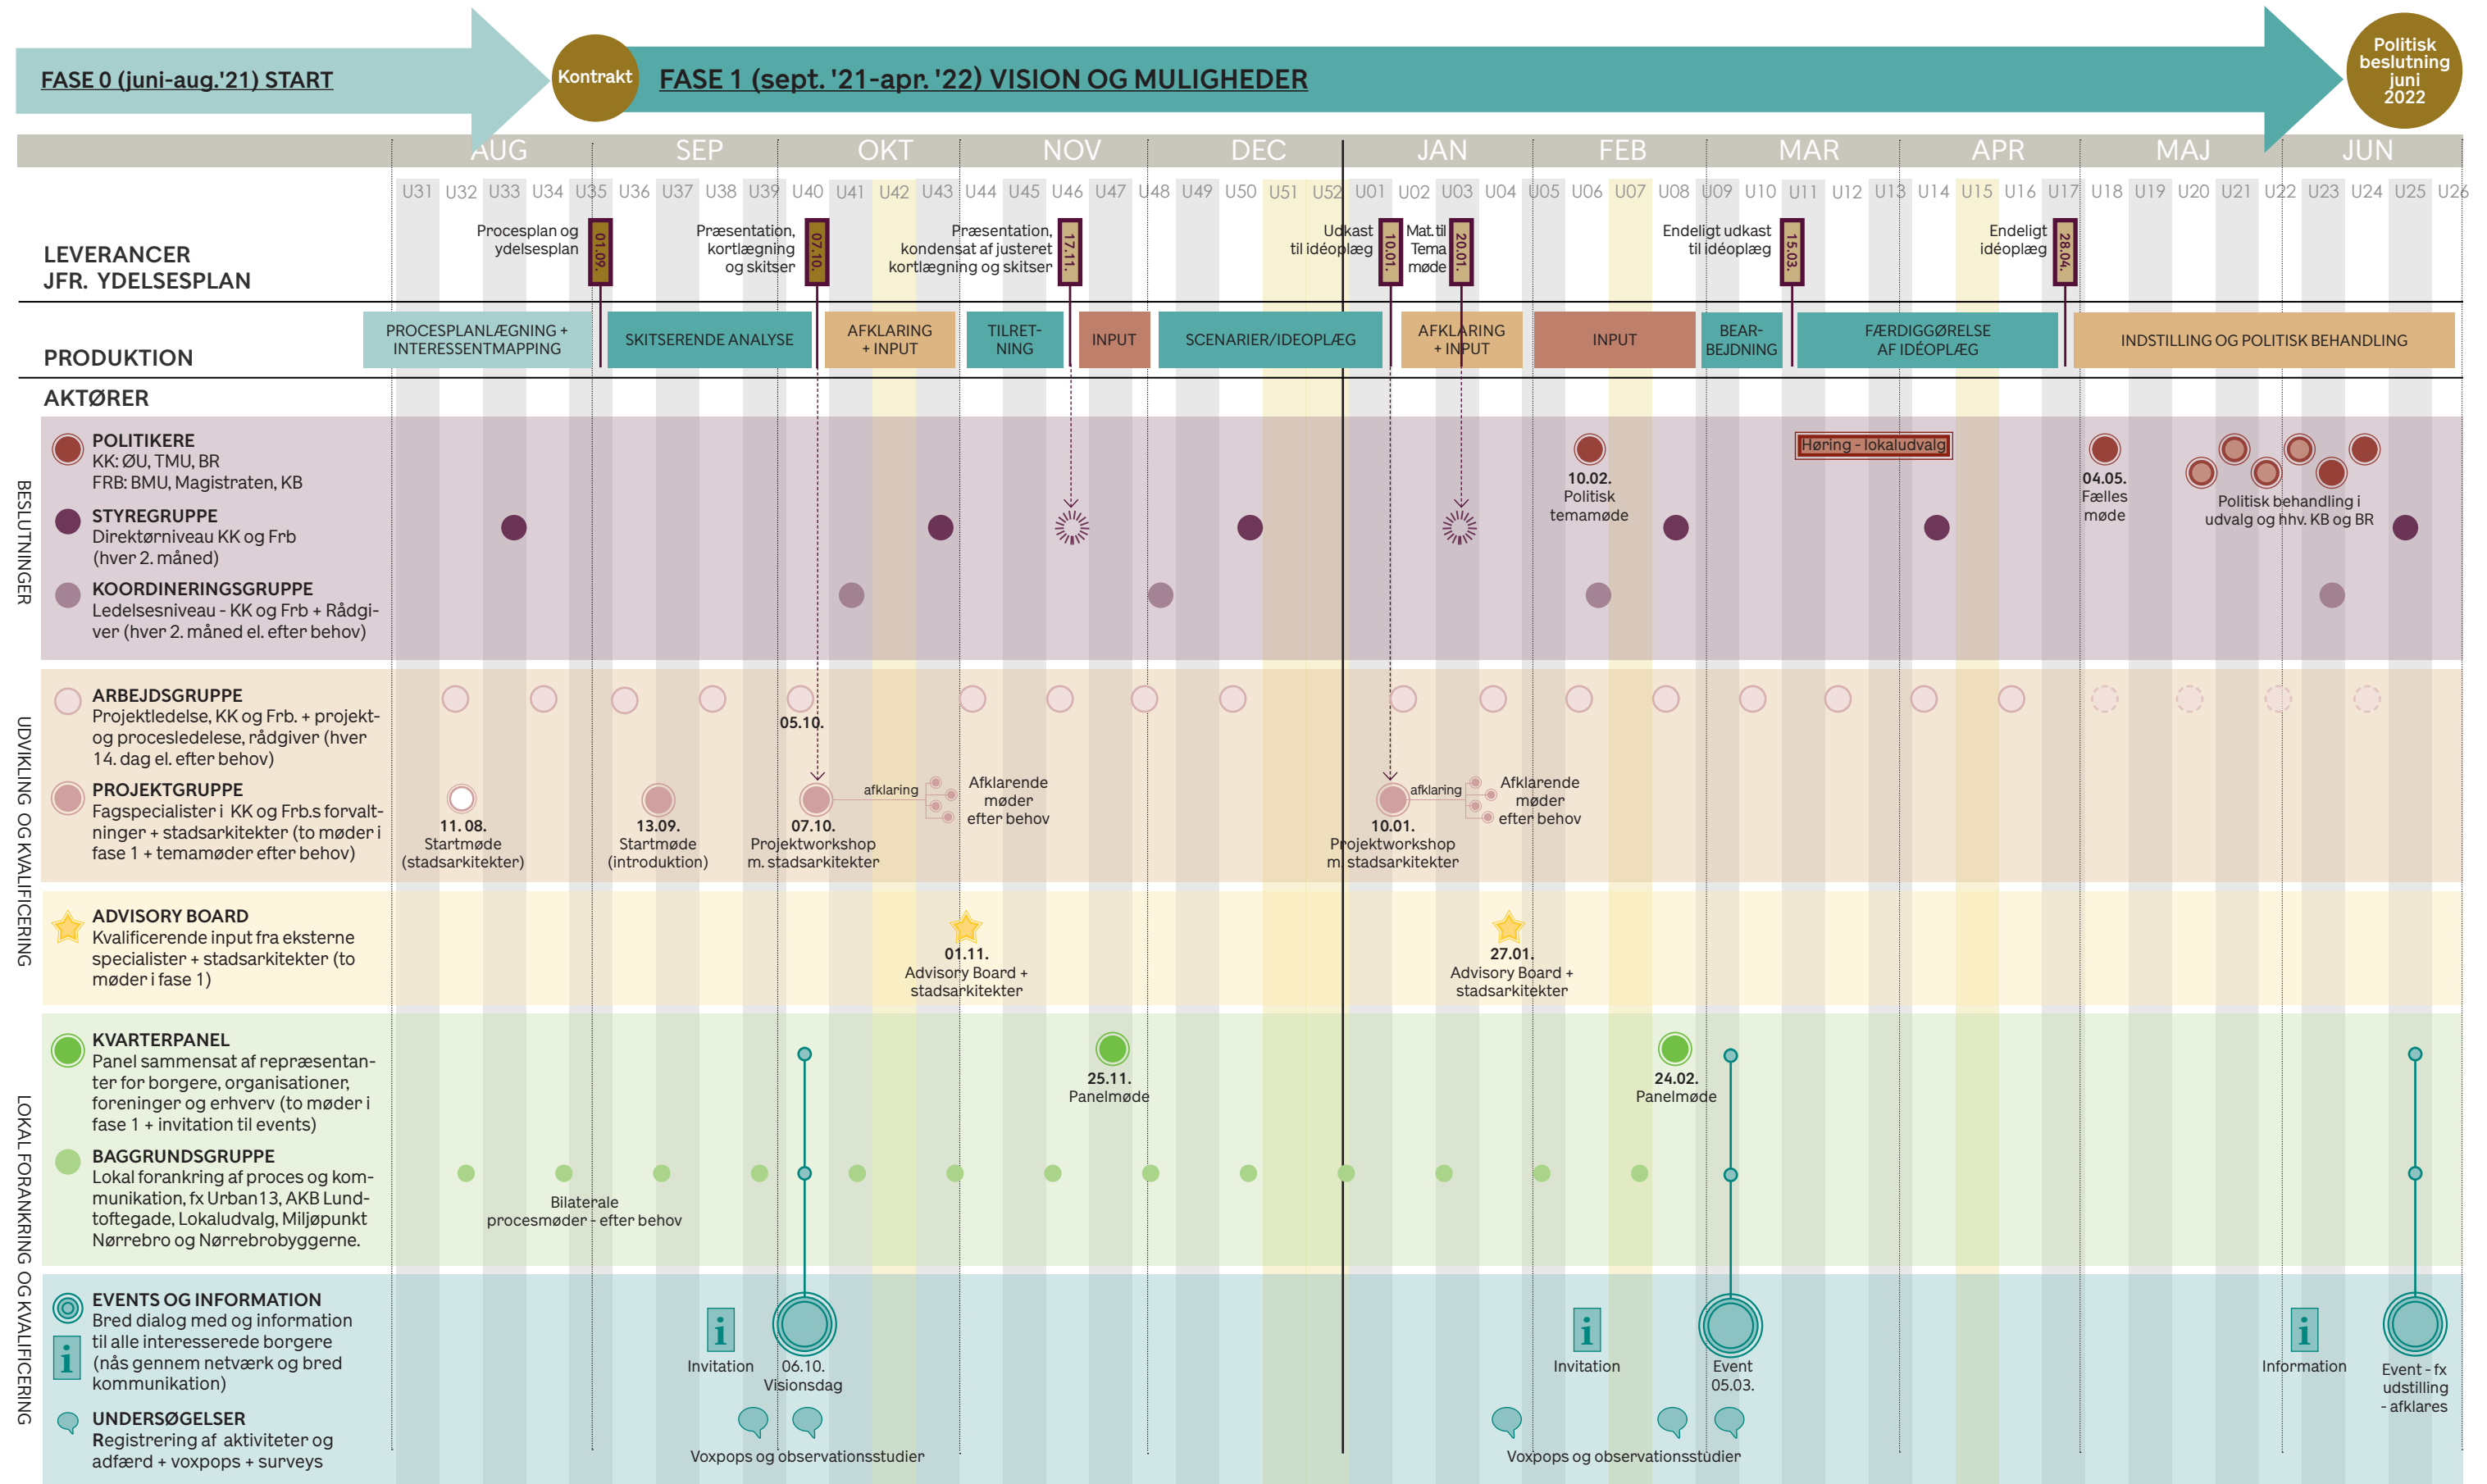 FASE 0 (juni-aug.'21) START
Kontrakt
FASE 1 (sept. '21-apr. '22) VISION OG MULIGHEDER
Politisk
beslutning
juni
2022
AUG SEP OKT NOV DEC JAN FEB MAR APR MAJ JUN
U31 U32 U33 U34 U35 U36 U37 U38 U39 U40 U41 U42 U43 U44 U45 U46 U47 U48 U49 U50 U51 U52 U01 U02 U03 U04 U05 U06 U07 U08 U09 U10 U11 U12 U13 U14 U15 U16 U17 U18 U19 U20 U21 U22 U23 U24 U25 U26
LEVERANCER
JFR. YDELSESPLAN
Procesplan og
ydelsesplan
01.09.
Præsentation,
kortlægning
og skitser
07.10.
Præsentation,
kondensat af justeret
kortlægning og skitser
17.11.
Udkast
til idéoplæg
10.01.
Mat. til
Tema
møde
20.01.
Endeligt udkast
til idéoplæg
15.03.
Endeligt
idéoplæg
28.04.
PRODUKTION
PROCESPLANLÆGNING +
INTERESSENTMAPPING
SKITSERENDE ANALYSE
AFKLARING
+ INPUT
TILRET-
NING
INPUT
SCENARIER/IDEOPLÆG
AFKLARING
+ INPUT
INPUT
BEAR-
BEJDNING
FÆRDIGGØRELSE
AF IDÉOPLÆG
INDSTILLING OG POLITISK BEHANDLING
AKTØRER
BESLUTNINGER
POLITIKERE
KK: ØU, TMU, BR
FRB: BMU, Magistraten, KB
10.02.
Politisk
temamøde
Høring - lokaludvalg
04.05.
Fælles
møde
Politisk behandling i
udvalg og hhv. KB og BR
STYREGRUPPE
Direktørniveau KK og Frb
(hver 2. måned)
KOORDINERINGSGRUPPE
Ledelsesniveau - KK og Frb + Rådgi-
ver (hver 2. måned el. efter behov)
UDVIKLING OG KVALIFICERING
ARBEJDSGRUPPE
Projektledelse, KK og Frb. + projekt-
og procesledelese, rådgiver (hver
14. dag el. efter behov)
05.10.
PROJEKTGRUPPE
Fagspecialister i KK og Frb.s forvalt-
ninger + stadsarkitekter (to møder i
fase 1 + temamøder efter behov)
11. 08.
Startmøde
(stadsarkitekter)
13.09.
Startmøde
(introduktion)
07.10.
Projektworkshop
m. stadsarkitekter
afklaring
Afklarende
møder
efter behov
10.01.
Projektworkshop
m. stadsarkitekter
afklaring
Afklarende
møder
efter behov
ADVISORY BOARD
Kvalificerende input fra eksterne
specialister + stadsarkitekter (to
møder i fase 1)
01.11.
Advisory Board +
stadsarkitekter
27.01.
Advisory Board +
stadsarkitekter
LOKAL FORANKRING OG KVALIFICERING
KVARTERPANEL
Panel sammensat af repræsentan-
ter for borgere, organisationer,
foreninger og erhverv (to møder i
fase 1 + invitation til events)
25.11.
Panelmøde
24.02.
Panelmøde
BAGGRUNDSGRUPPE
Lokal forankring af proces og kom-
munikation, fx Urban13, AKB Lund-
toftegade, Lokaludvalg, Miljøpunkt
Nørrebro og Nørrebrobyggerne.
Bilaterale
procesmøder - efter behov
EVENTS OG INFORMATION
Bred dialog med og information
til alle interesserede borgere
(nås gennem netværk og bred
kommunikation)
i
i
Invitation
06.10.
Visionsdag
i
Invitation
Event
05.03.
i
Information
Event - fx
udstilling
- afklares
UNDERSØGELSER
Registrering af aktiviteter og
adfærd + voxpops + surveys
Voxpops og observationsstudier
Voxpops og observationsstudier